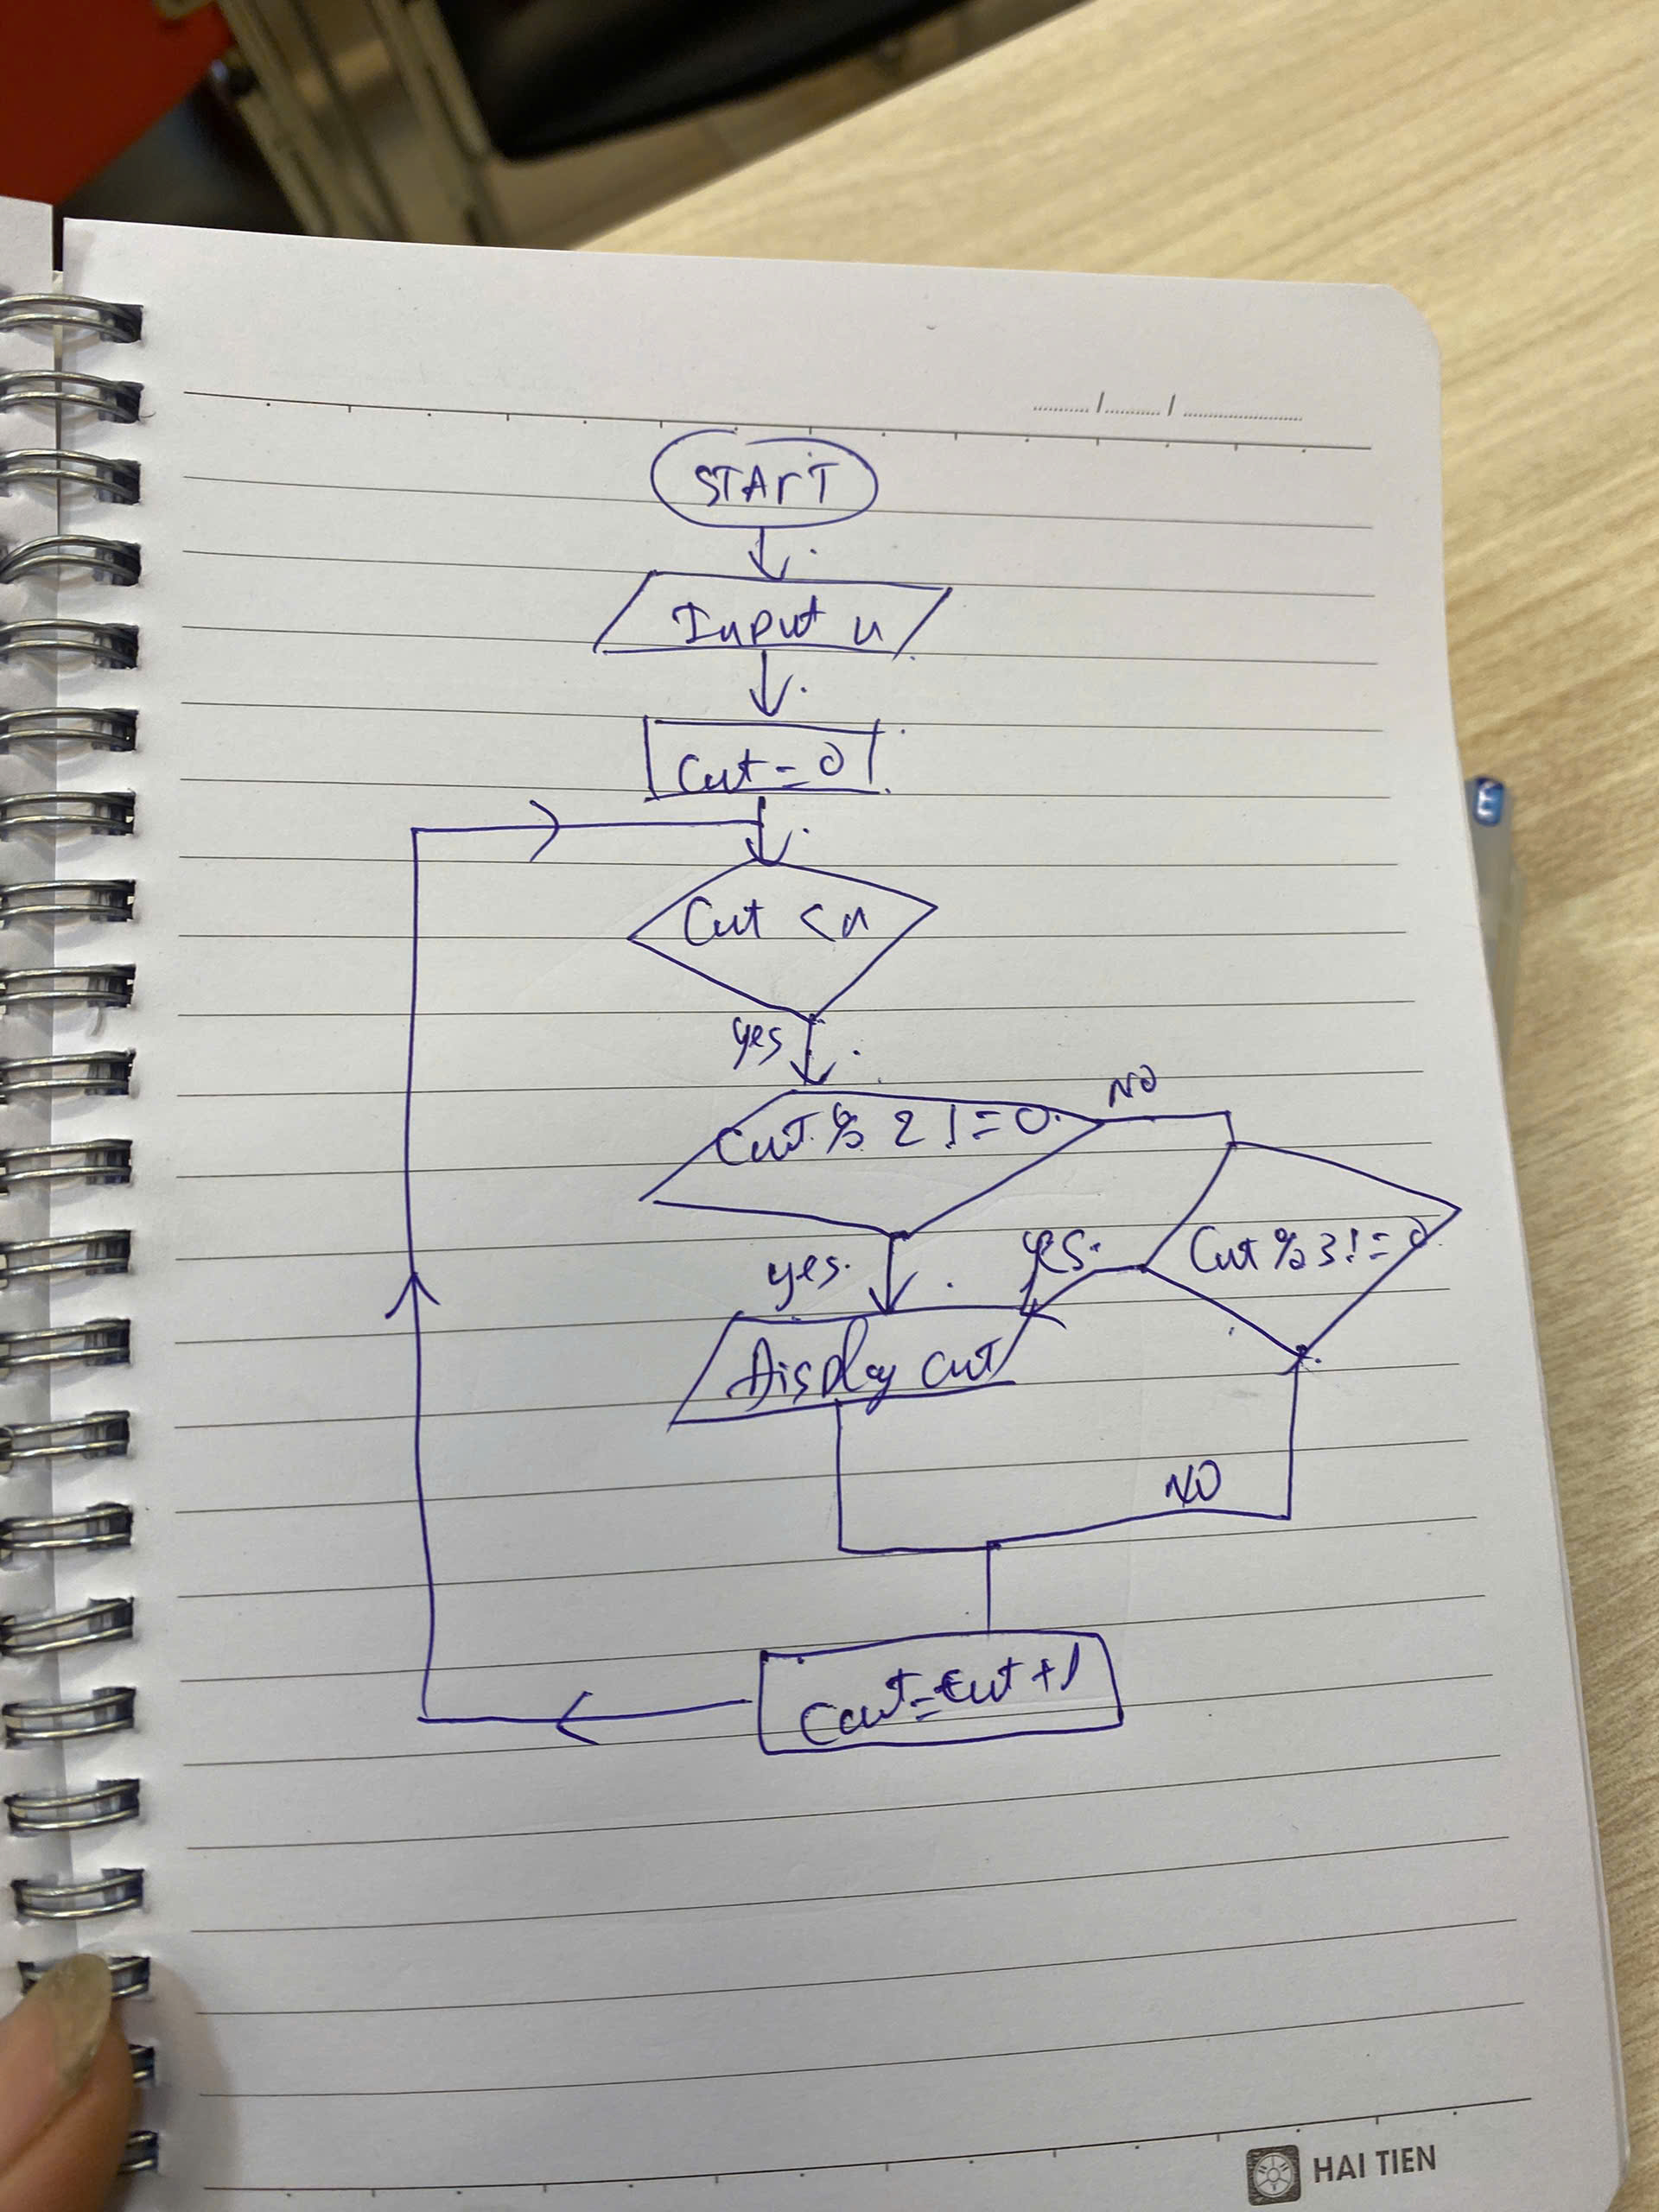 START
Input n
Cnt = 0
Cnt < n
yes
NO
Cnt % 2 != 0
Cnt % 3 != 0
yes.
yes.
Display cnt
NO
Cnt = cnt + 1
HAI TIEN